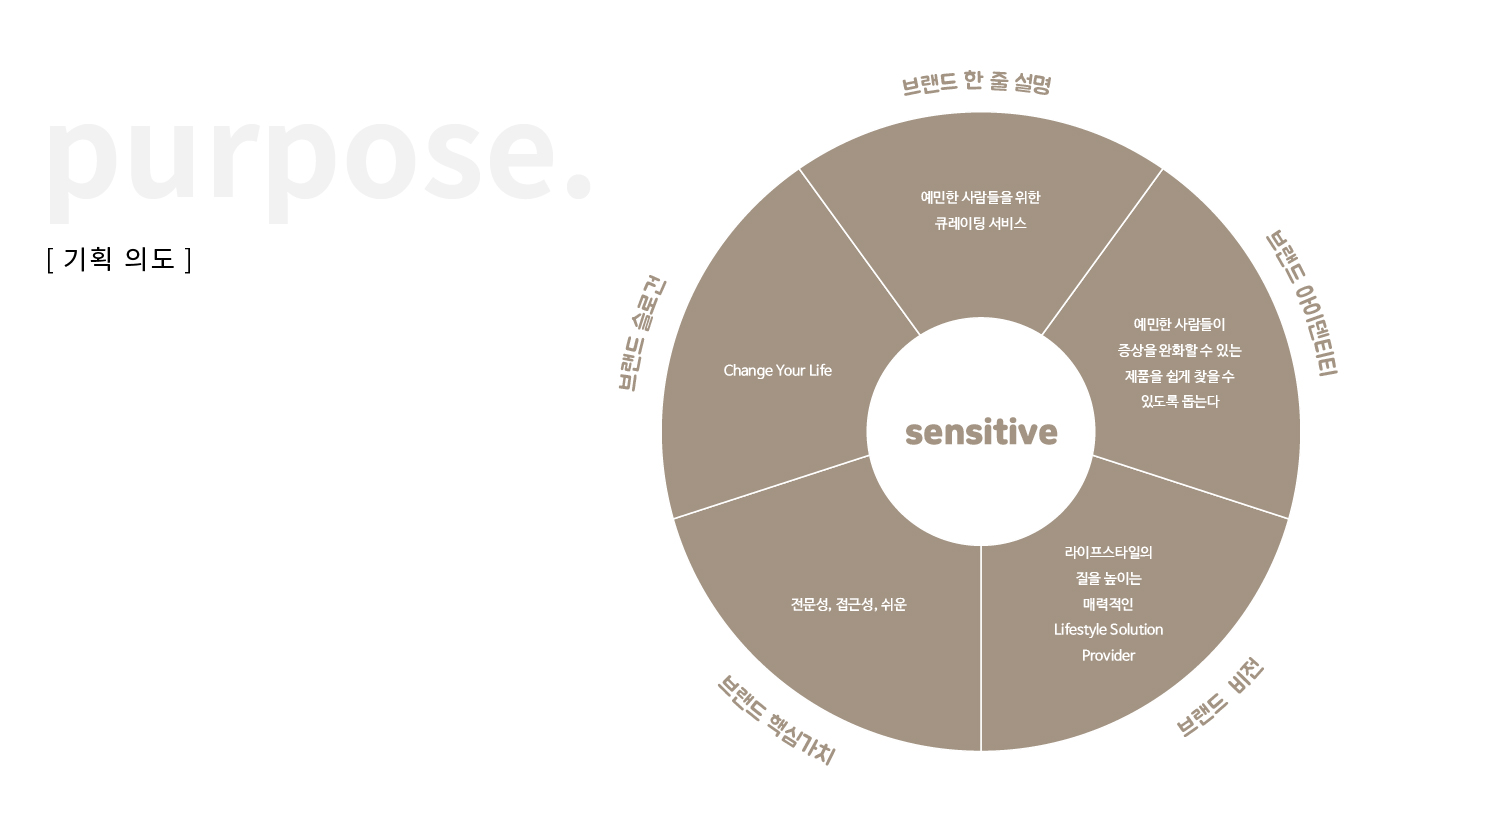 purpose.
[ 기획 의도 ]
브랜드 한 줄 설명
예민한 사람들을 위한
큐레이팅 서비스
브랜드 아이덴티티
예민한 사람들이
증상을 완화할 수 있는
제품을 쉽게 찾을 수
있도록 돕는다
브랜드 비전
라이프스타일의
질을 높이는
매력적인
Lifestyle Solution
Provider
브랜드 핵심가치
전문성, 접근성, 쉬운
브랜드 슬로건
Change Your Life
sensitive